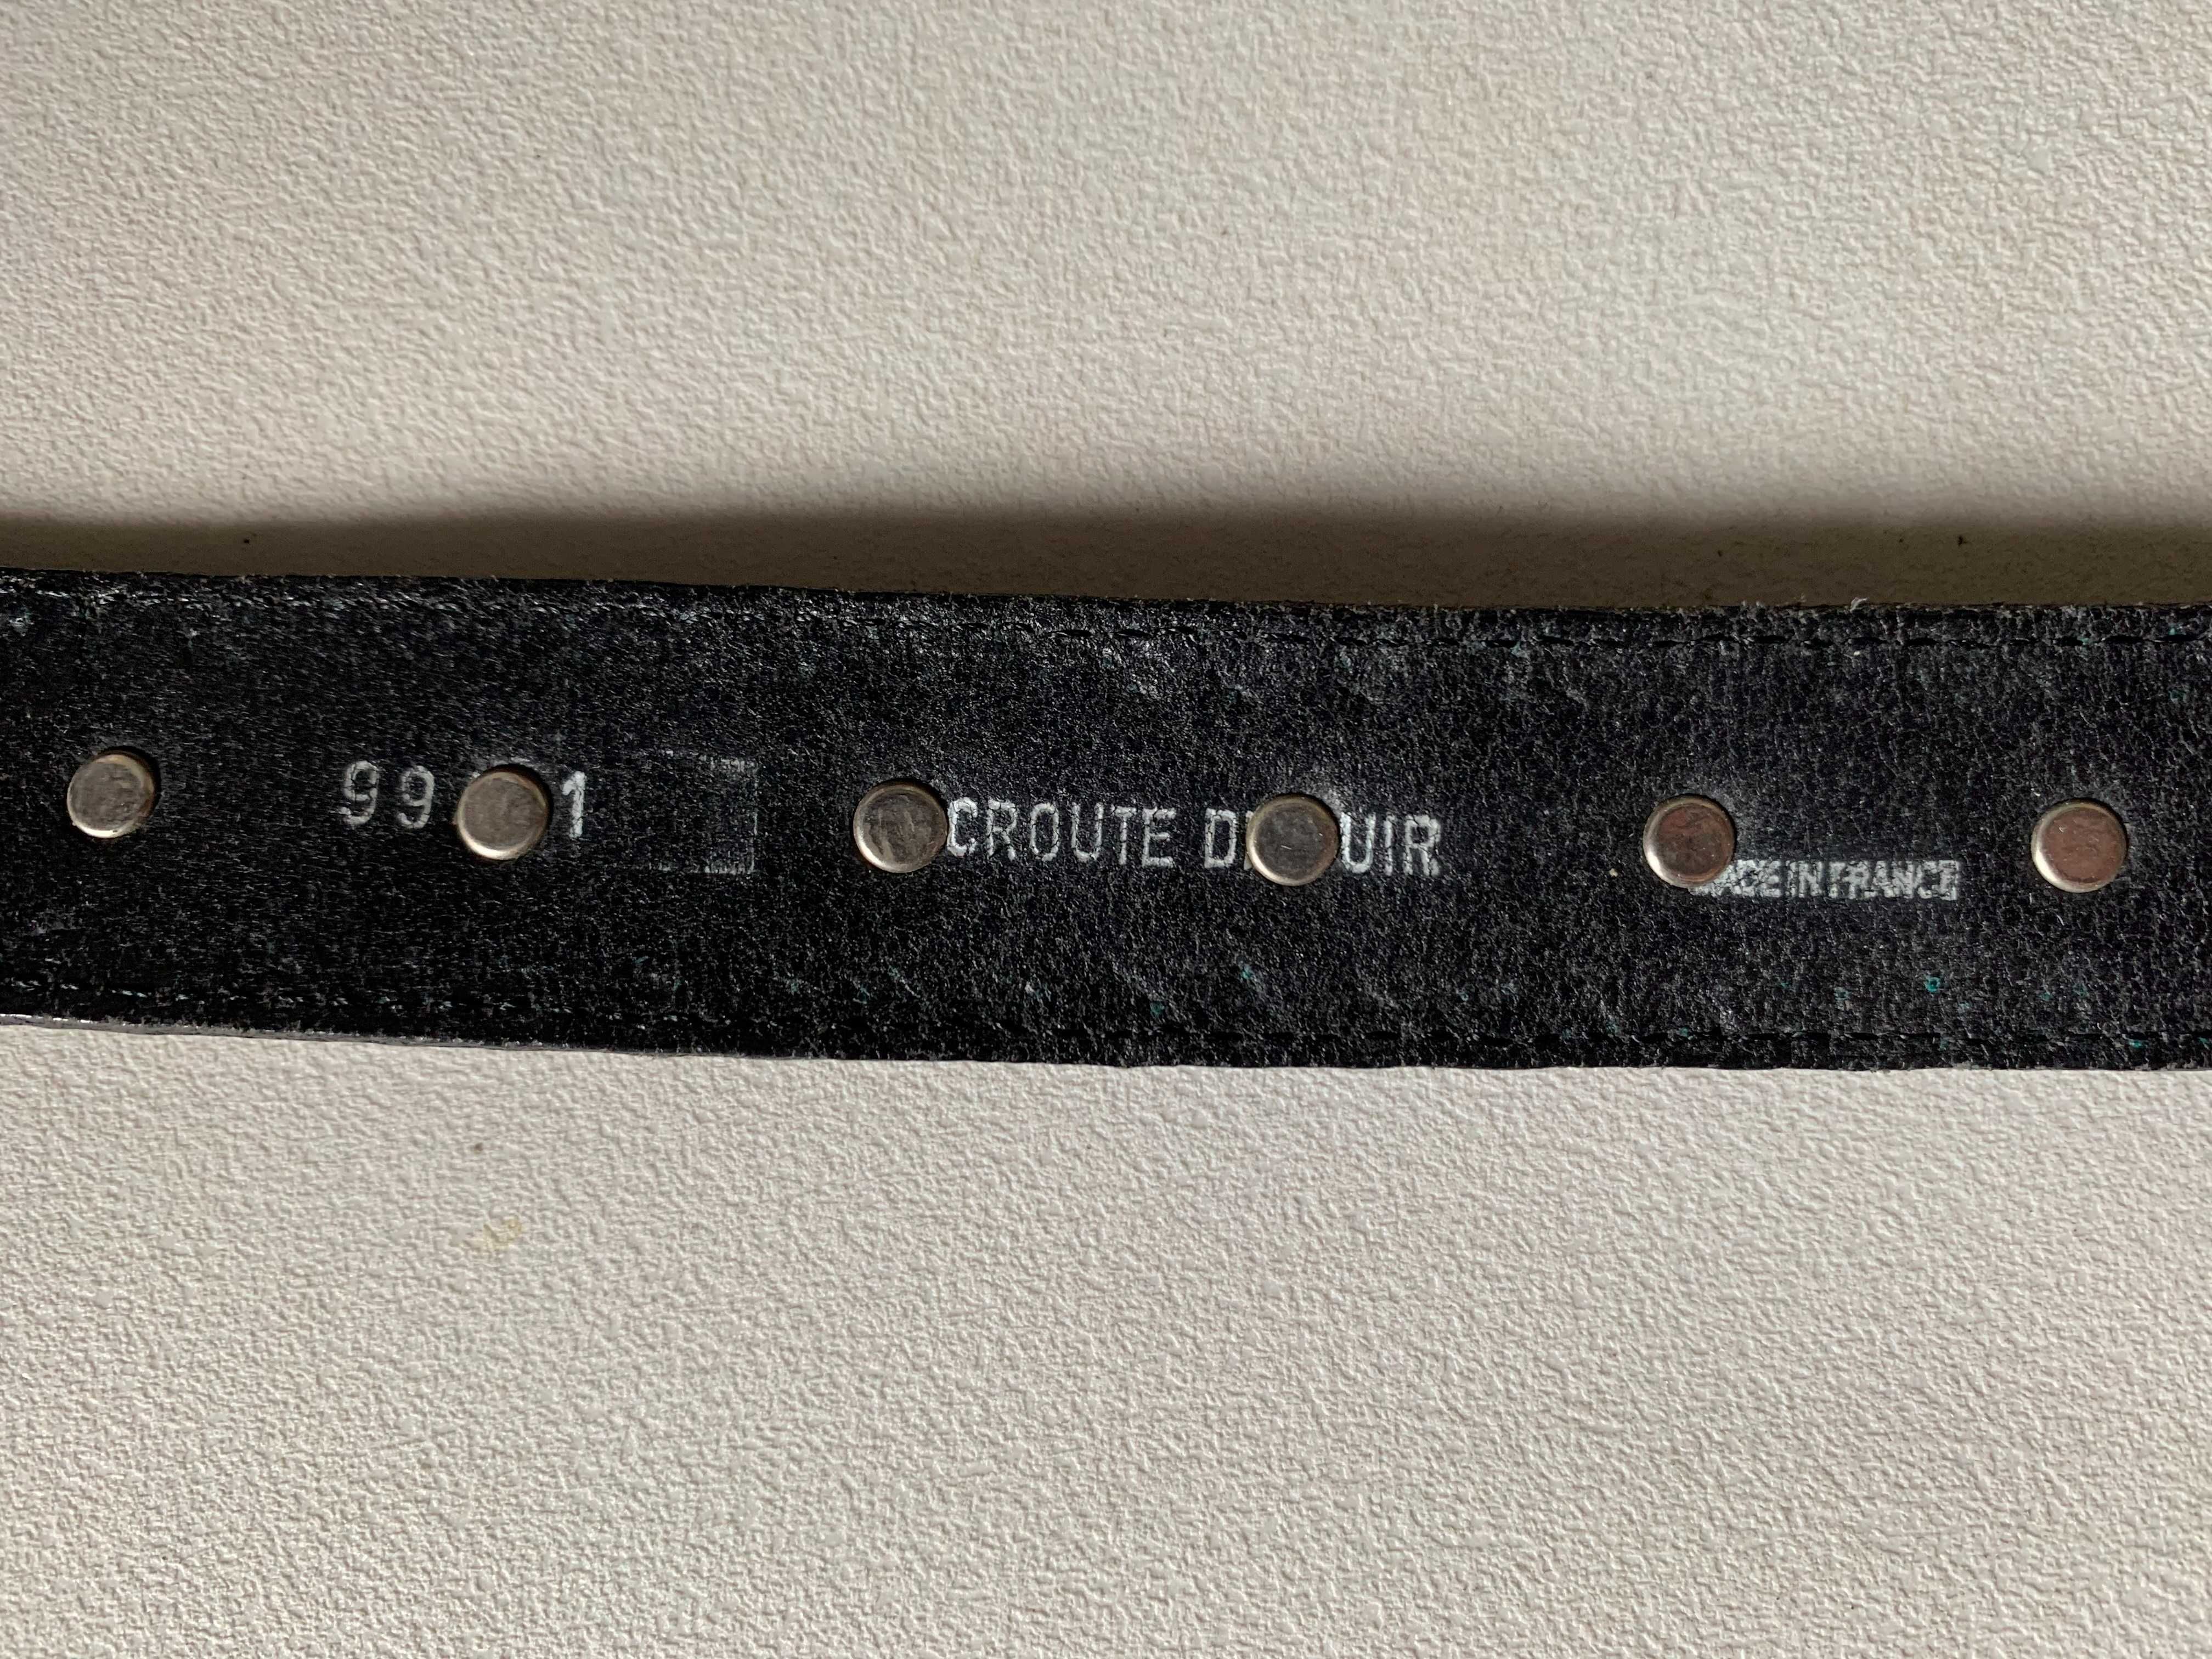 99 1
CROUTE D UIR
MADE IN FRANCE